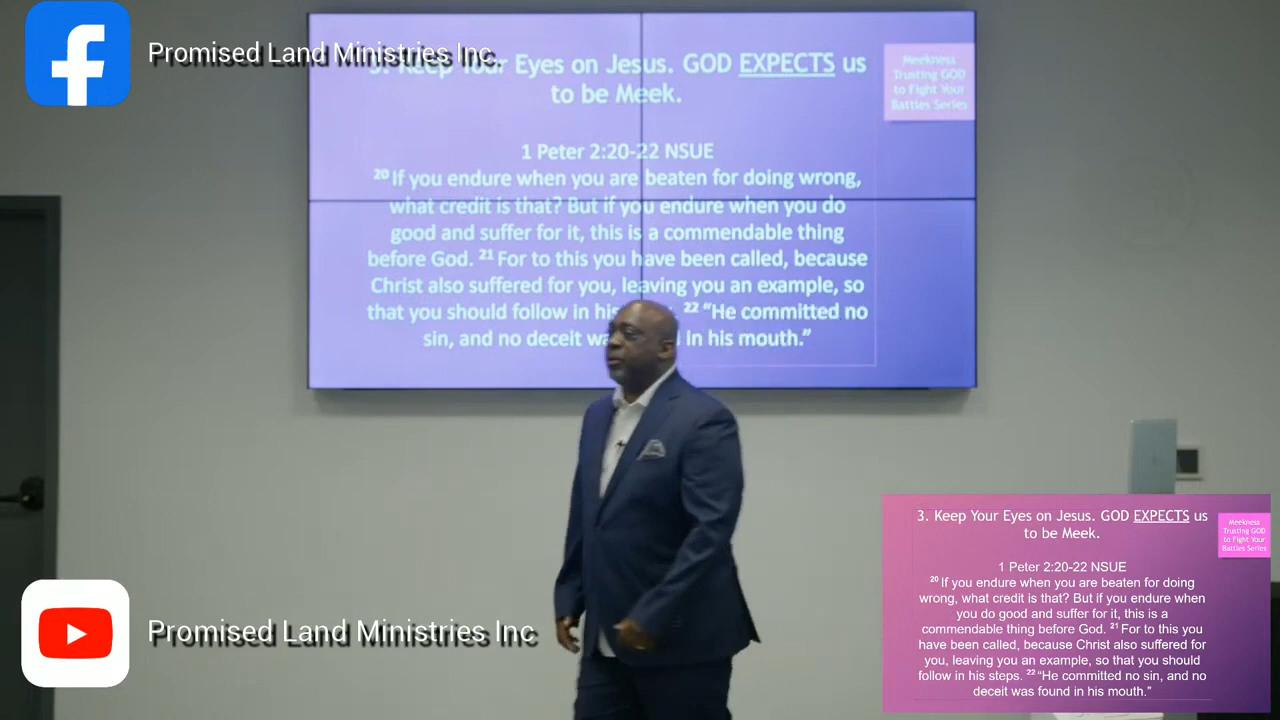 Promised Land Ministries Inc.
3. Keep Your Eyes on Jesus. GOD EXPECTS us
to be Meek.
Meekness
Trusting GOD
to Fight Your
Battles Series
1 Peter 2:20-22 NSUE
20 If you endure when you are beaten for doing wrong,
what credit is that? But if you endure when you do
good and suffer for it, this is a commendable thing
before God. 21 For to this you have been called, because
Christ also suffered for you, leaving you an example, so
that you should follow in his 22 “He committed no
sin, and no deceit in his mouth.”
Promised Land Ministries Inc
3. Keep Your Eyes on Jesus. GOD EXPECTS us
to be Meek.
Meekness
Trusting GOD
to Fight Your
Battles Series
1 Peter 2:20-22 NSUE
20 If you endure when you are beaten for doing
wrong, what credit is that? But if you endure when
you do good and suffer for it, this is a
commendable thing before God. 21 For to this you
have been called, because Christ also suffered for
you, leaving you an example, so that you should
follow in his steps. 22 “He committed no sin, and no
deceit was found in his mouth.”